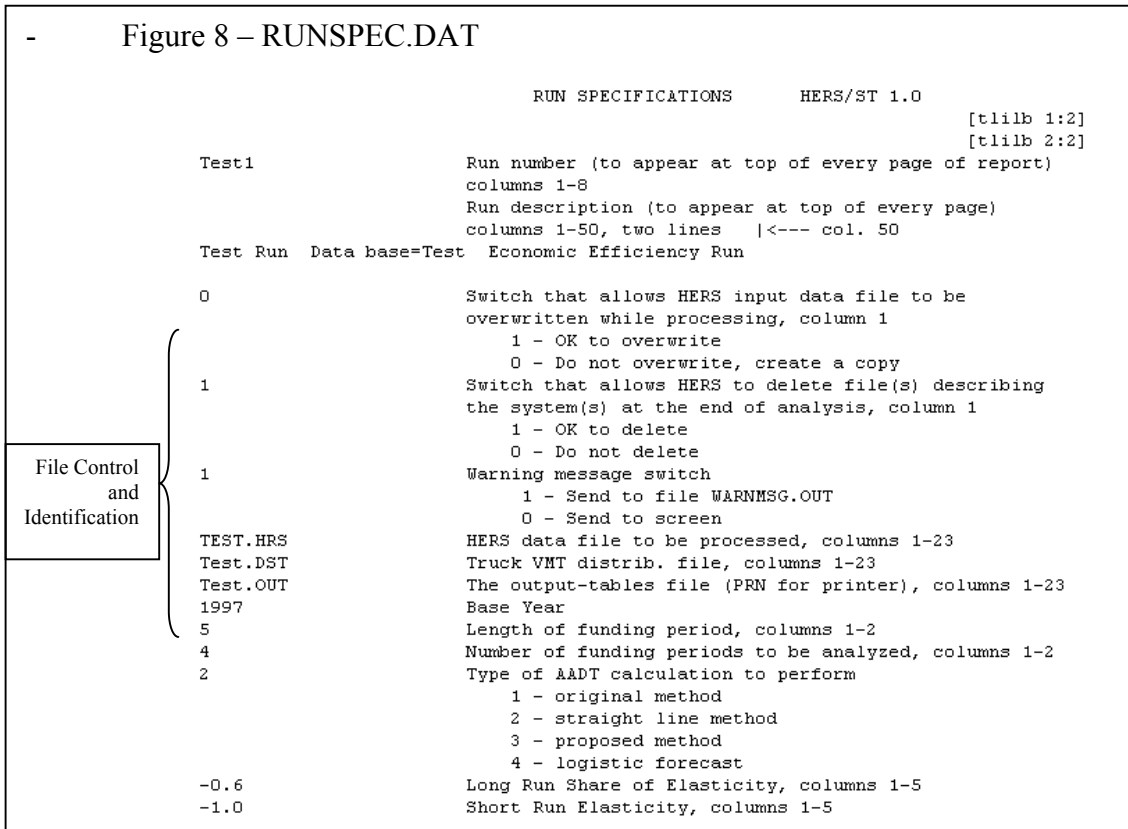 - Figure 8 – RUNSPEC.DAT
RUN SPECIFICATIONS HERS/ST 1.0
[tlilb 1:2]
[tlilb 2:2]
Test1 Run number (to appear at top of every page of report)
columns 1-8
Run description (to appear at top of every page)
columns 1-50, two lines |<--- col. 50
Test Run Data base=Test Economic Efficiency Run
0 Switch that allows HERS input data file to be
overwritten while processing, column 1
1 - OK to overwrite
0 - Do not overwrite, create a copy
1 Switch that allows HERS to delete file(s) describing
the system(s) at the end of analysis, column 1
1 - OK to delete
0 - Do not delete
File Control
and
Identification
1 Warning message switch
1 - Send to file WARNMSG.OUT
0 - Send to screen
TEST.HRS HERS data file to be processed, columns 1-23
Test.DST Truck VMT distrib. file, columns 1-23
Test.OUT The output-tables file (PRN for printer), columns 1-23
1997 Base Year
5 Length of funding period, columns 1-2
4 Number of funding periods to be analyzed, columns 1-2
2 Type of AADT calculation to perform
1 - original method
2 - straight line method
3 - proposed method
4 - logistic forecast
-0.6 Long Run Share of Elasticity, columns 1-5
-1.0 Short Run Elasticity, columns 1-5